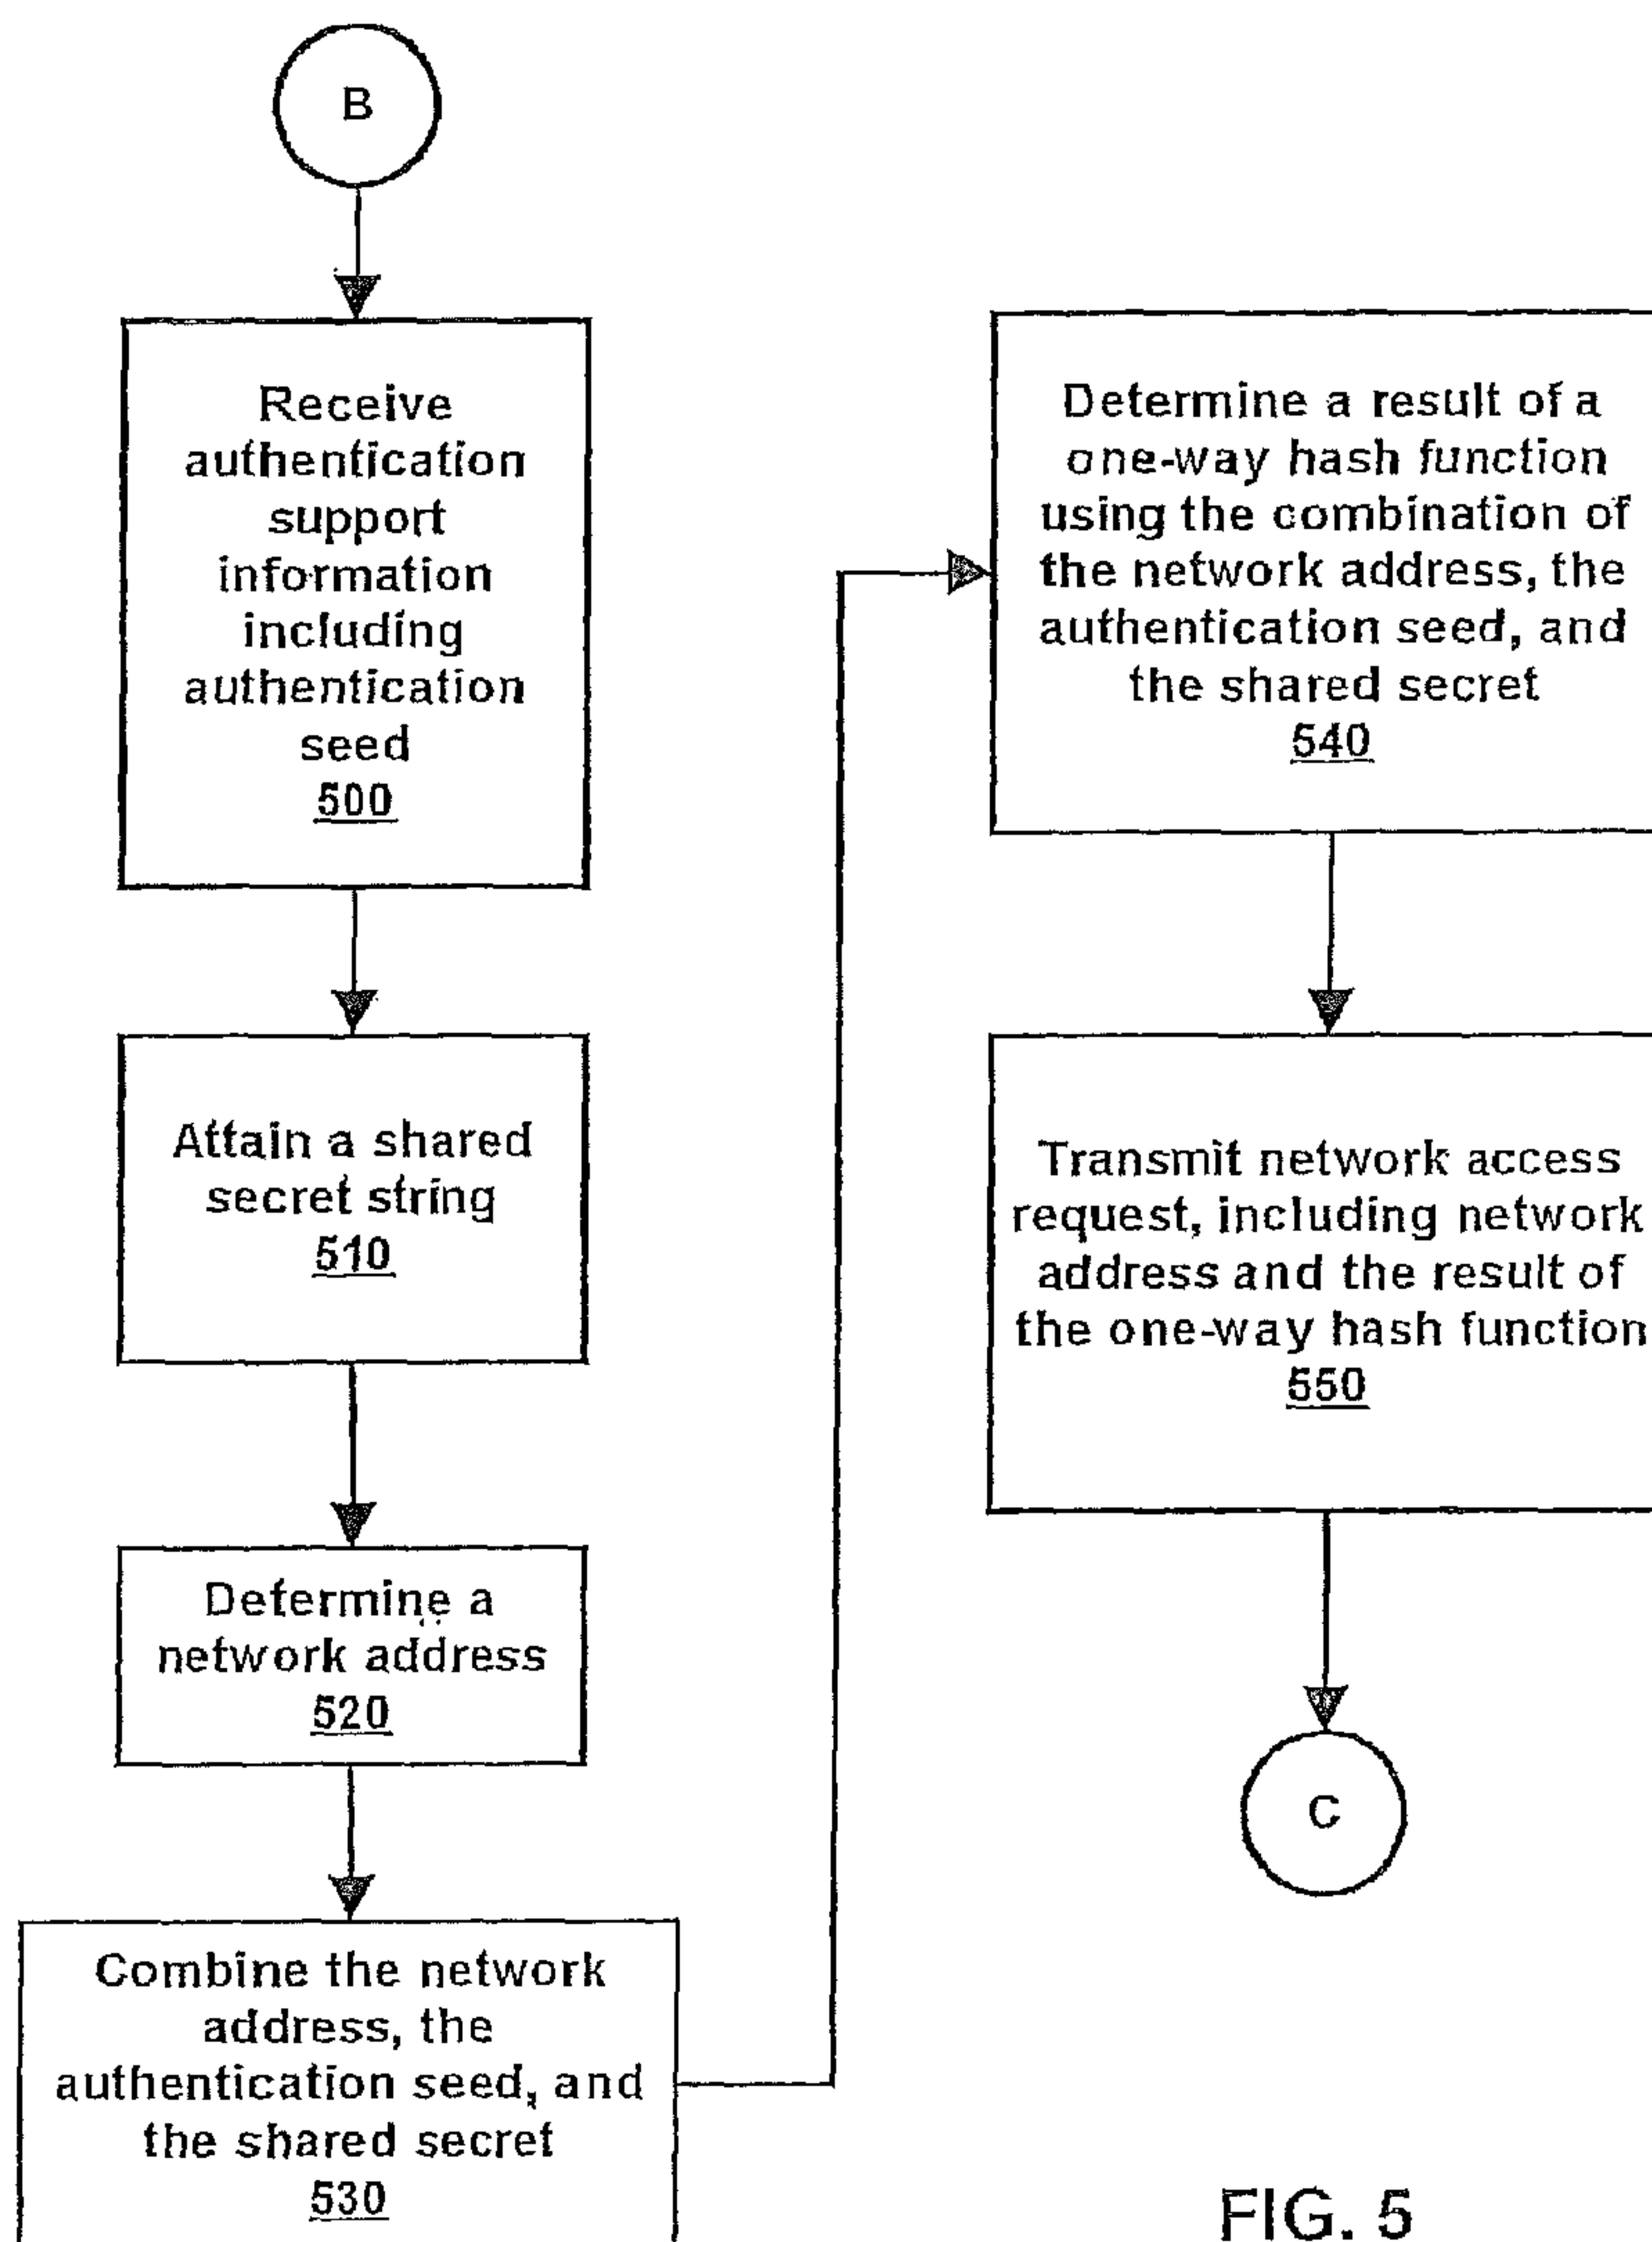 B
Receive
authentication
support
information
including
authentication
seed
500
Attain a shared
secret string
510
Determine a
network address
520
Combine the network
address, the
authentication seed, and
the shared secret
530
Determine a result of a
one-way hash function
using the combination of
the network address, the
authentication seed, and
the shared secret
540
Transmit network access
request, including network
address and the result of
the one-way hash function
550
C
FIG. 5